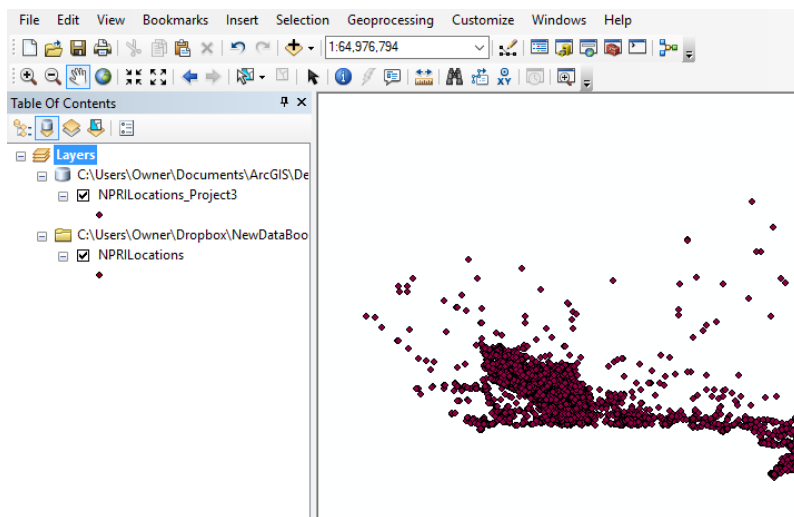 File Edit View Bookmarks Insert Selection Geoprocessing Customize Windows Help
1:64,976,794
Table Of Contents
Layers
C:\Users\Owner\Documents\ArcGIS\De
NPRILocations_Project3
C:\Users\Owner\Dropbox\NewDataBoo
NPRILocations
XY